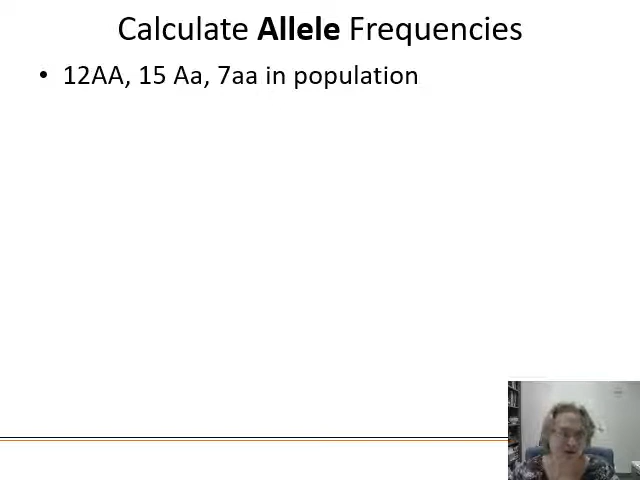 Calculate Allele Frequencies
• 12AA, 15 Aa, 7aa in population